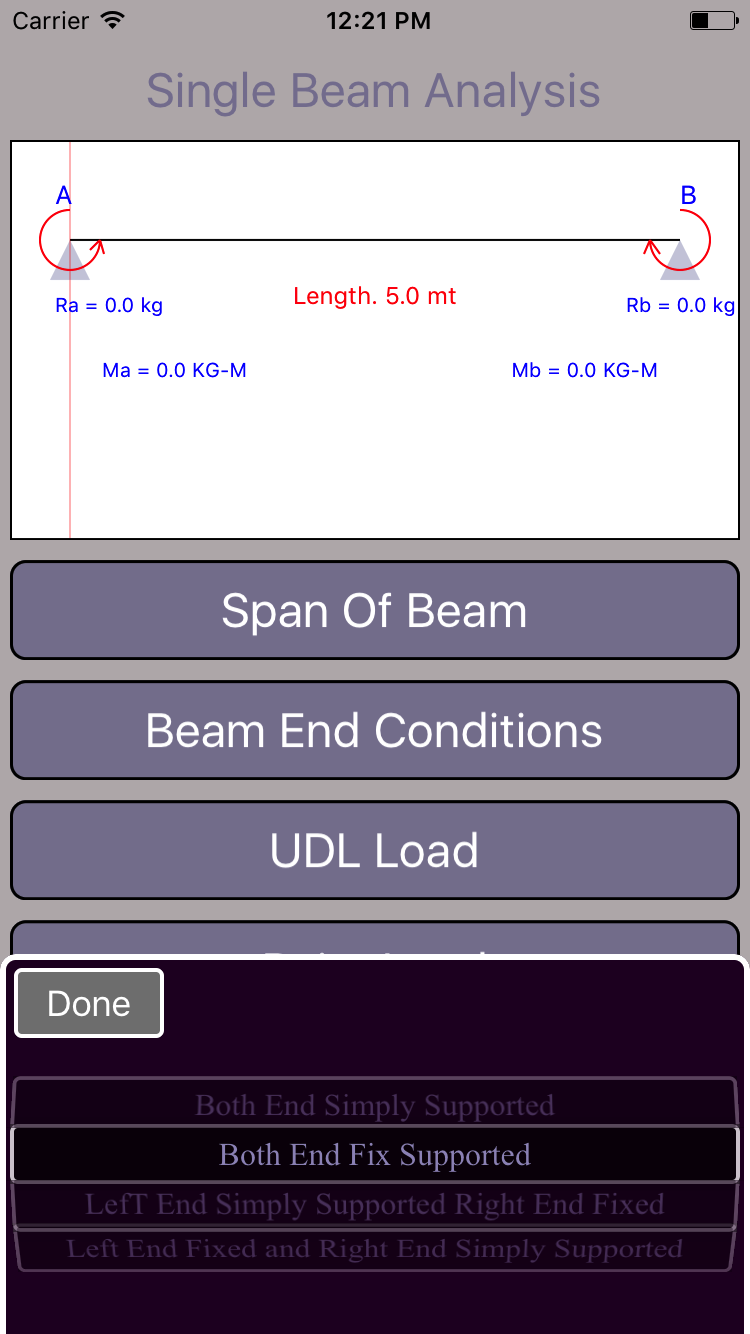 Carrier 12:21 PM
Single Beam Analysis
A B
Length. 5.0 mt
Ra = 0.0 kg Rb = 0.0 kg
Ma = 0.0 KG-M Mb = 0.0 KG-M
Span Of Beam
Beam End Conditions
UDL Load
Done
Both End Simply Supported
Both End Fix Supported
LefT End Simply Supported Right End Fixed
Left End Fixed and Right End Simply Supported